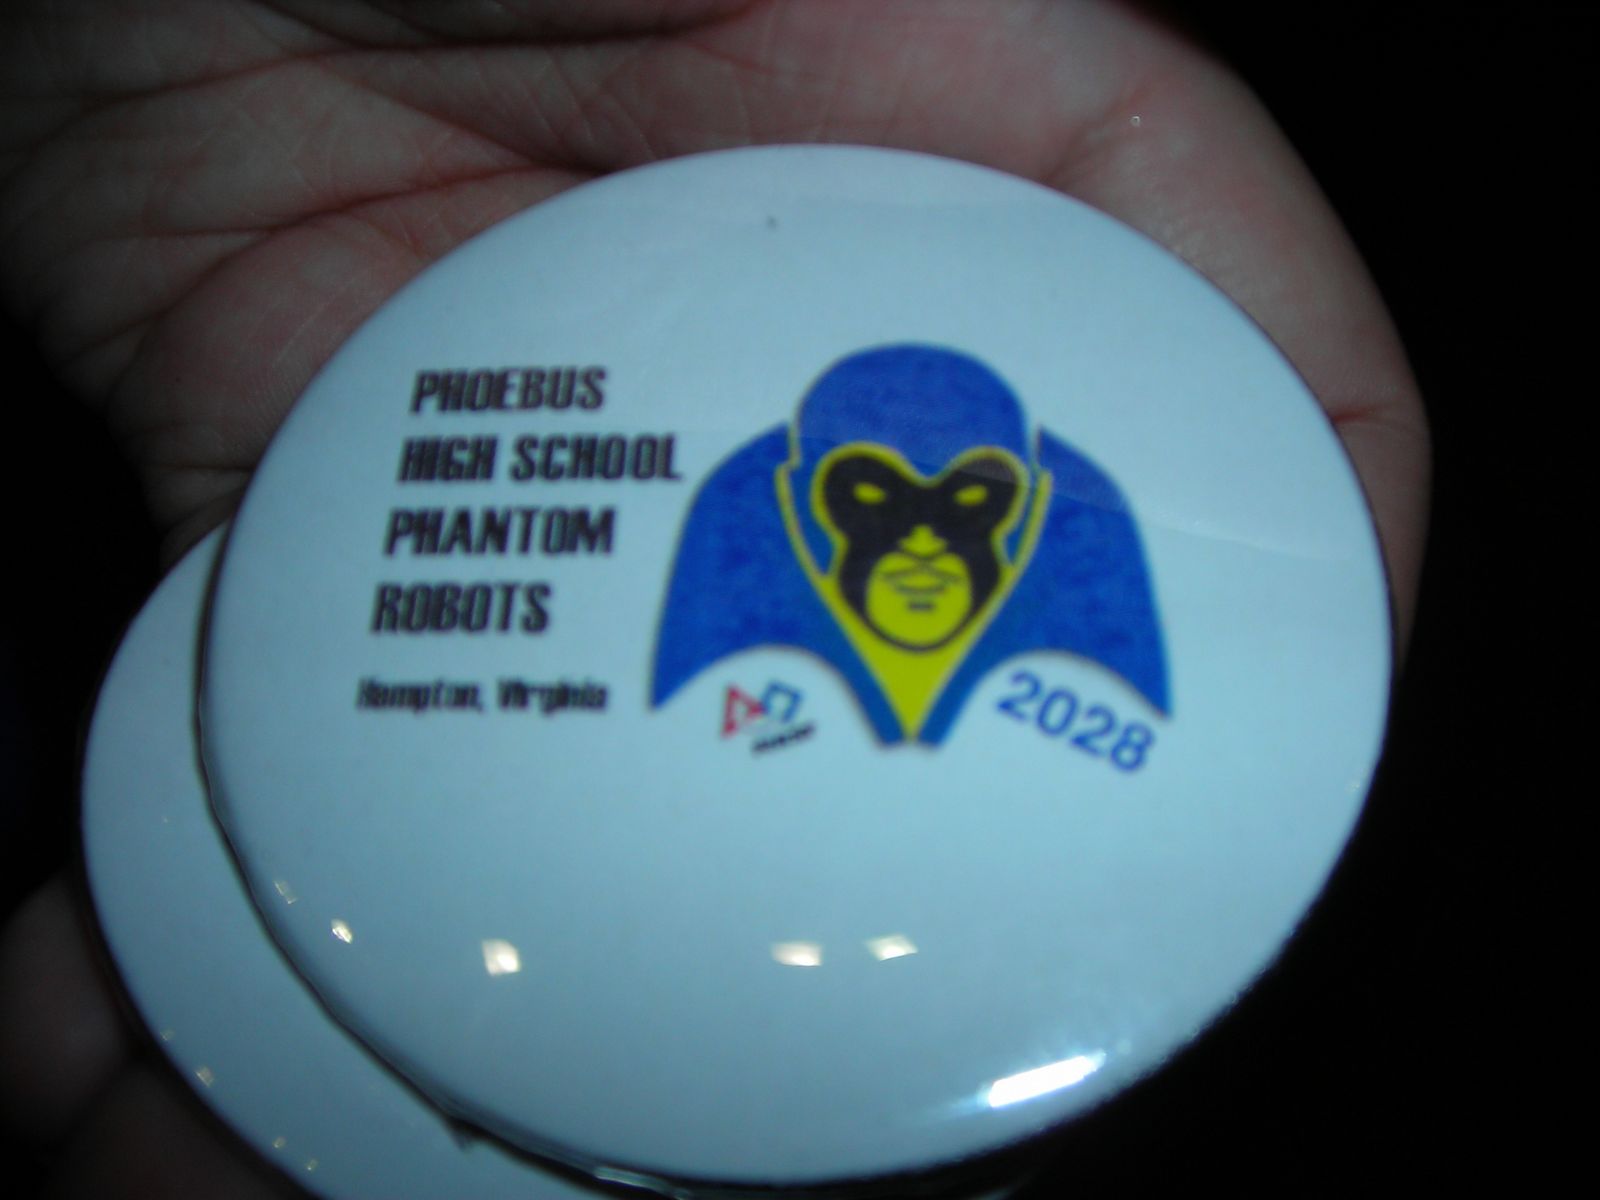 PHOEBUS
HIGH SCHOOL
PHANTOM
ROBOTS
Hampton, Virginia
2028